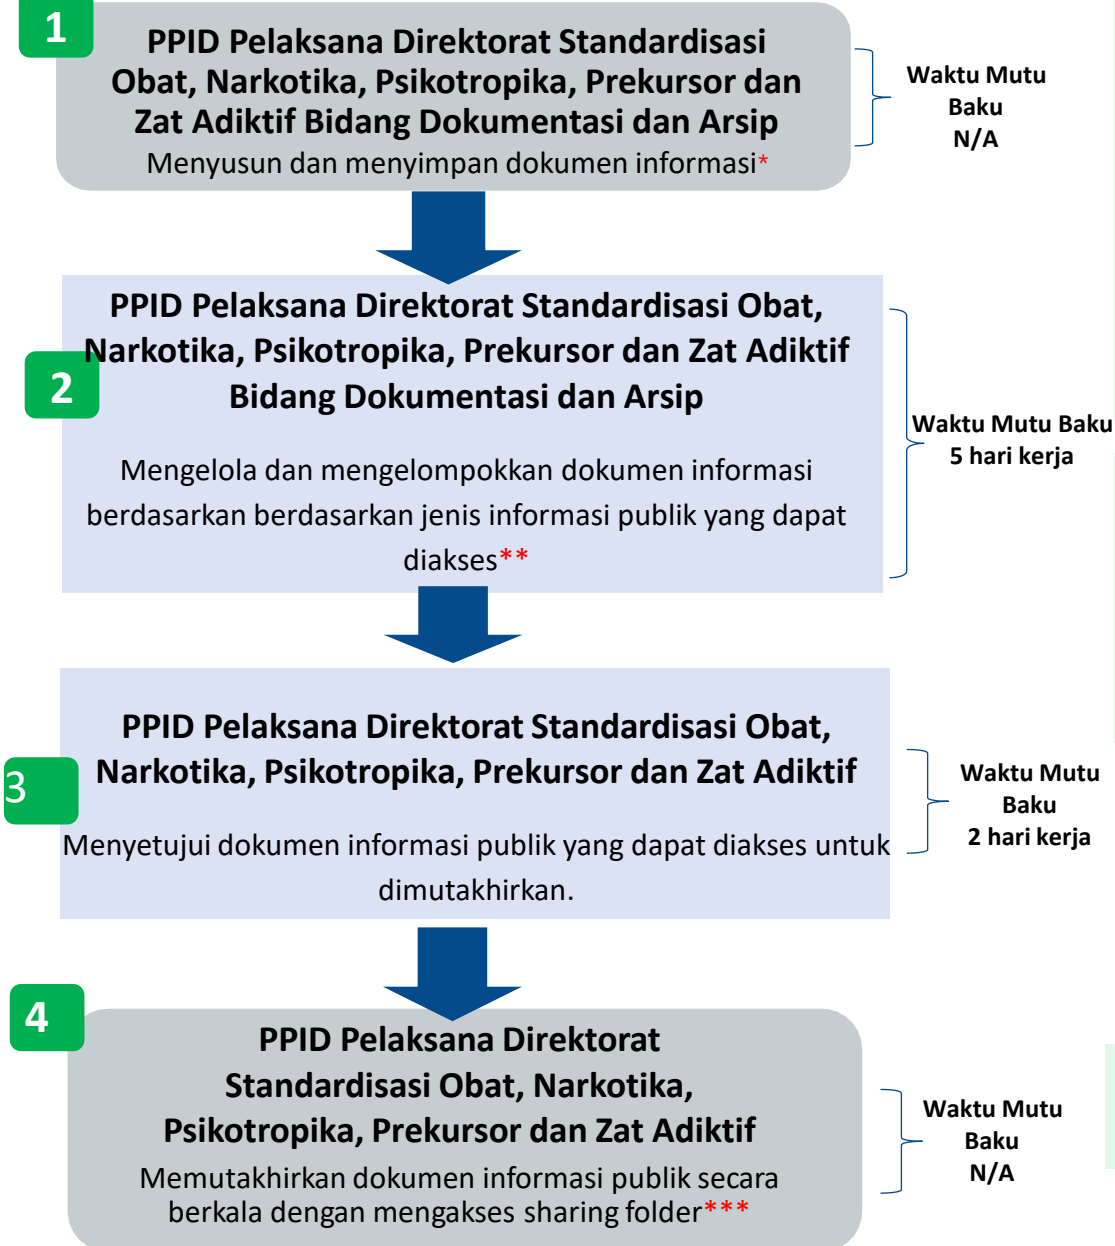 1
PPID Pelaksana Direktorat Standardisasi
Obat, Narkotika, Psikotropika, Prekursor dan
Zat Adiktif Bidang Dokumentasi dan Arsip
Menyusun dan menyimpan dokumen informasi*
Waktu Mutu
Baku
N/A
2
PPID Pelaksana Direktorat Standardisasi Obat,
Narkotika, Psikotropika, Prekursor dan Zat Adiktif
Bidang Dokumentasi dan Arsip
Mengelola dan mengelompokkan dokumen informasi
berdasarkan berdasarkan jenis informasi publik yang dapat
diakses**
Waktu Mutu Baku
5 hari kerja
3
PPID Pelaksana Direktorat Standardisasi Obat,
Narkotika, Psikotropika, Prekursor dan Zat Adiktif
Menyetujui dokumen informasi publik yang dapat diakses untuk
dimutakhirkan.
Waktu Mutu
Baku
2 hari kerja
4
PPID Pelaksana Direktorat
Standardisasi Obat, Narkotika,
Psikotropika, Prekursor dan Zat Adiktif
Memutakhirkan dokumen informasi publik secara
berkala dengan mengakses sharing folder***
Waktu Mutu
Baku
N/A